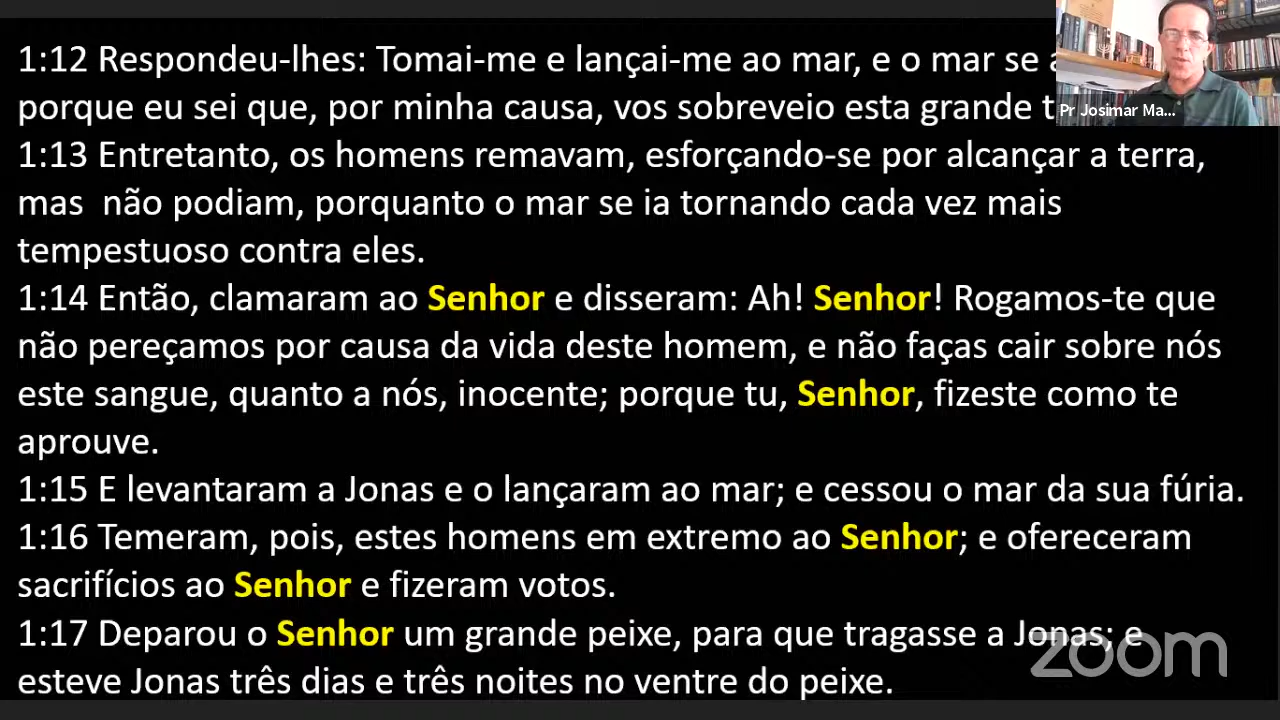 1:12 Respondeu-lhes: Tomai-me e lançai-me ao mar, e o mar se
porque eu sei que, por minha causa, vos sobreveio esta grande
1:13 Entretanto, os homens remavam, esforçando-se por alcançar a terra,
mas não podiam, porquanto o mar se ia tornando cada vez mais
tempestuoso contra eles.
1:14 Então, clamaram ao Senhor e disseram: Ah! Senhor! Rogamos-te que
não pereçamos por causa da vida deste homem, e não faças cair sobre nós
este sangue, quanto a nós, inocente; porque tu, Senhor, fizeste como te
aprouve.
1:15 E levantaram a Jonas e o lançaram ao mar; e cessou o mar da sua fúria.
1:16 Temeram, pois, estes homens em extremo ao Senhor; e ofereceram
sacrifícios ao Senhor e fizeram votos.
1:17 Deparou o Senhor um grande peixe, para que tragasse a Jonas; e
esteve Jonas três dias e três noites no ventre do peixe.
Pr Josimar Ma...
zoom